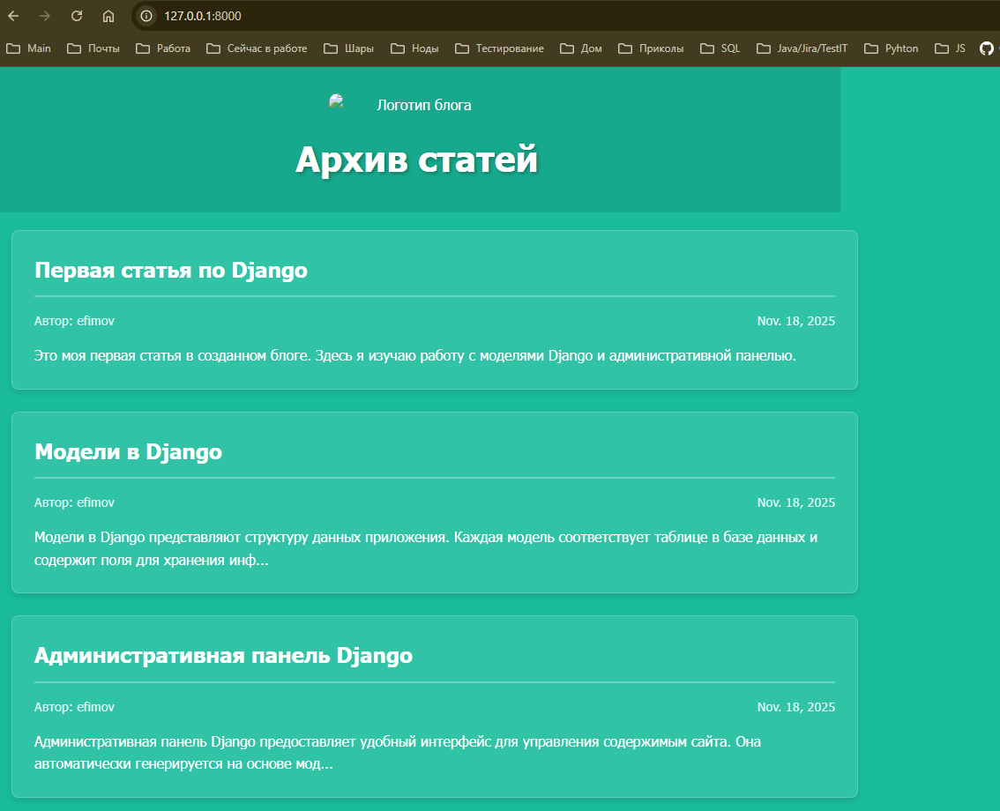 127.0.0.1:8000
Main Почты Работа Сейчас в работе Шары Ноды Тестирование Дом Приколы SQL Java/Jira/TestIT Pyhton JS
Логотип блога
Архив статей
Первая статья по Django
Автор: efimov Nov. 18, 2025
Это моя первая статья в созданном блоге. Здесь я изучаю работу с моделями Django и административной панелью.
Модели в Django
Автор: efimov Nov. 18, 2025
Модели в Django представляют структуру данных приложения. Каждая модель соответствует таблице в базе данных и
содержит поля для хранения инф...
Административная панель Django
Автор: efimov Nov. 18, 2025
Административная панель Django предоставляет удобный интерфейс для управления содержимым сайта. Она
автоматически генерируется на основе мод...